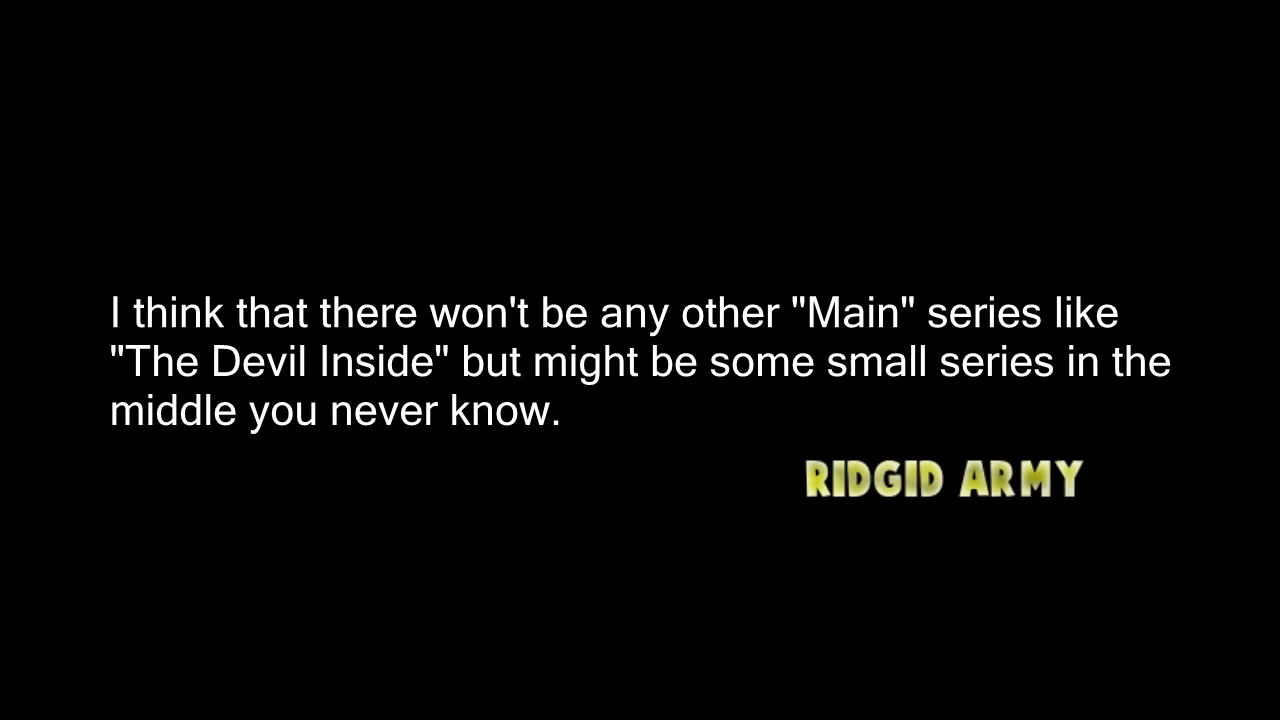 I think that there won't be any other "Main" series like
"The Devil Inside" but might be some small series in the
middle you never know.
RIDGID ARMY